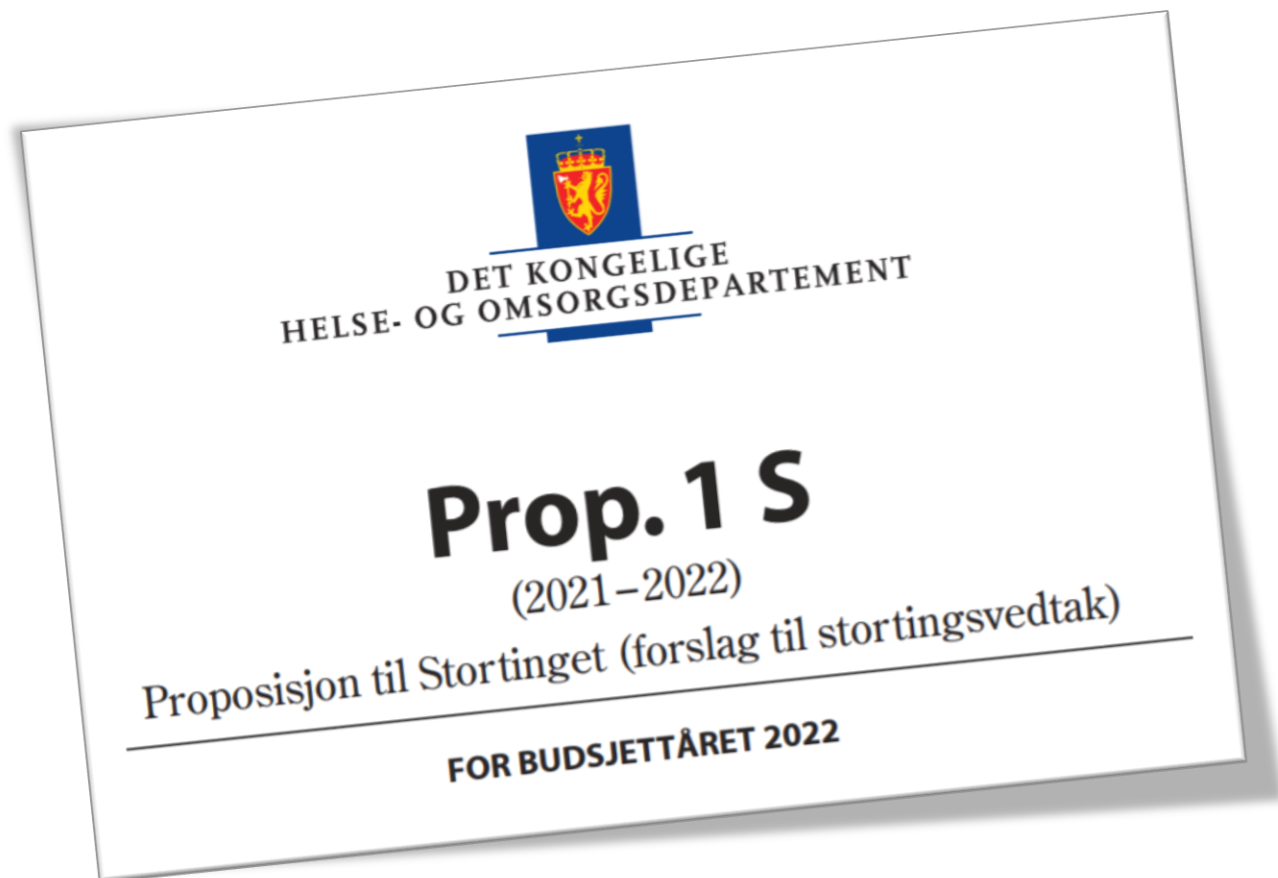 DET KONGELIGE
HELSE- OG OMSORGSDEPARTEMENT
Prop. 1 S
(2021–2022)
Proposisjon til Stortinget (forslag til stortingsvedtak)
FOR BUDSJETTÅRET 2022